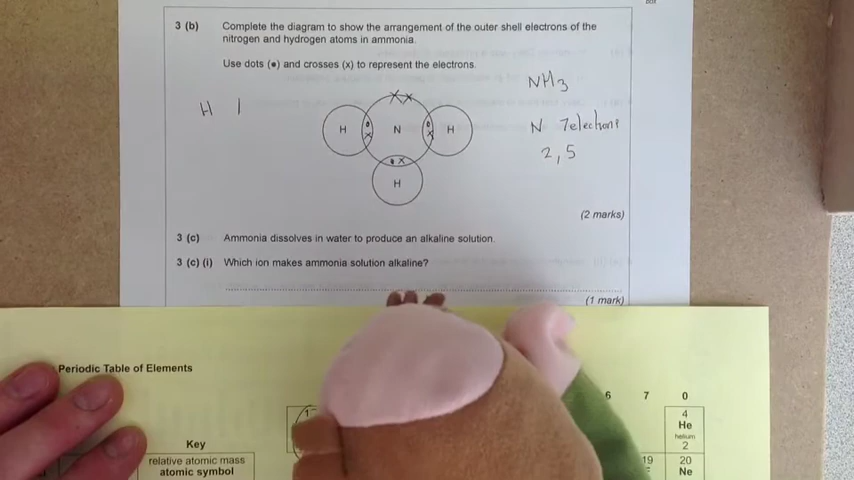 3 (b) Complete the diagram to show the arrangement of the outer shell electrons of the
nitrogen and hydrogen atoms in ammonia.
Use dots (●) and crosses (x) to represent the electrons.
NH3
H 1
H N H
N 7electrons
2,5
H
(2 marks)
3 (c) Ammonia dissolves in water to produce an alkaline solution.
3 (c) (i) Which ion makes ammonia solution alkaline?
(1 mark)
Periodic Table of Elements
6 7 0
4
He
helium
2
Key
relative atomic mass
atomic symbol
19 20
Ne